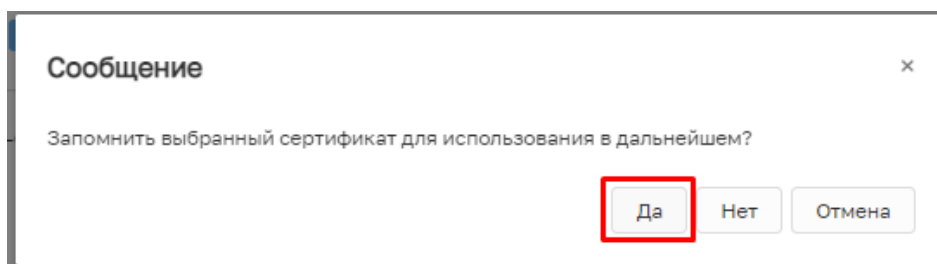 Сообщение
Запомнить выбранный сертификат для использования в дальнейшем?
Да Нет Отмена